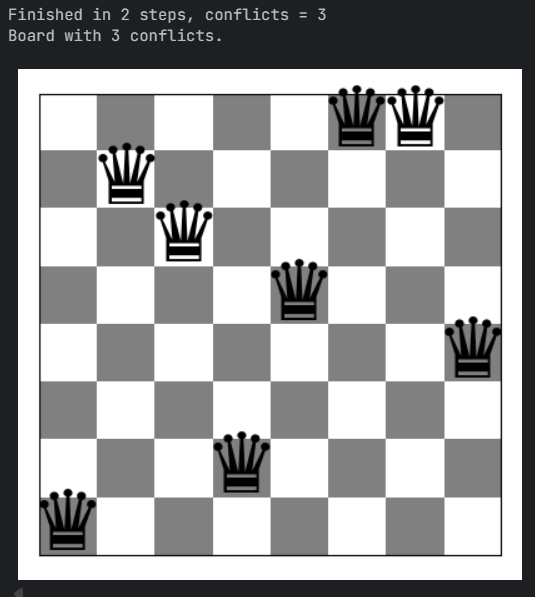 Finished in 2 steps, conflicts = 3
Board with 3 conflicts.